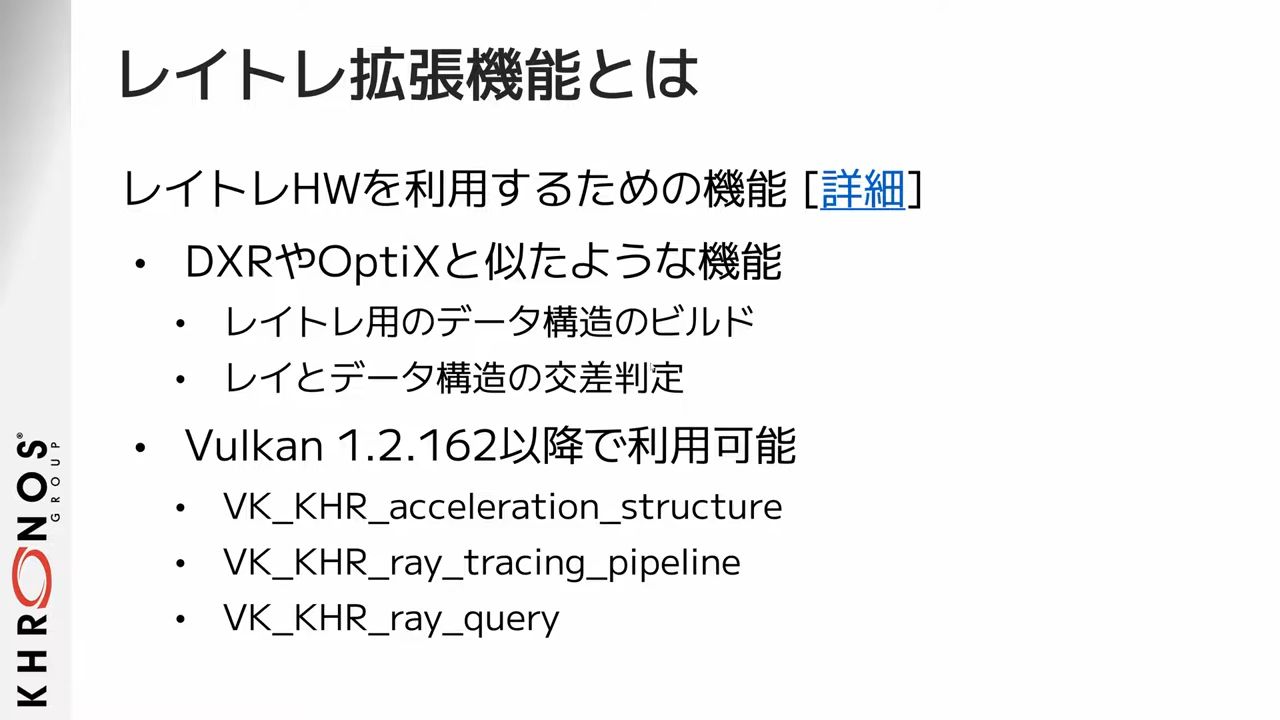 レイトレ拡張機能とは
レイトレHWを利用するための機能 [詳細]
• DXRやOptiXと似たような機能
• レイトレ用のデータ構造のビルド
• レイとデータ構造の交差判定
• Vulkan 1.2.162以降で利用可能
• VK_KHR_acceleration_structure
• VK_KHR_ray_tracing_pipeline
• VK_KHR_ray_query
KHRONOS®
GROUP